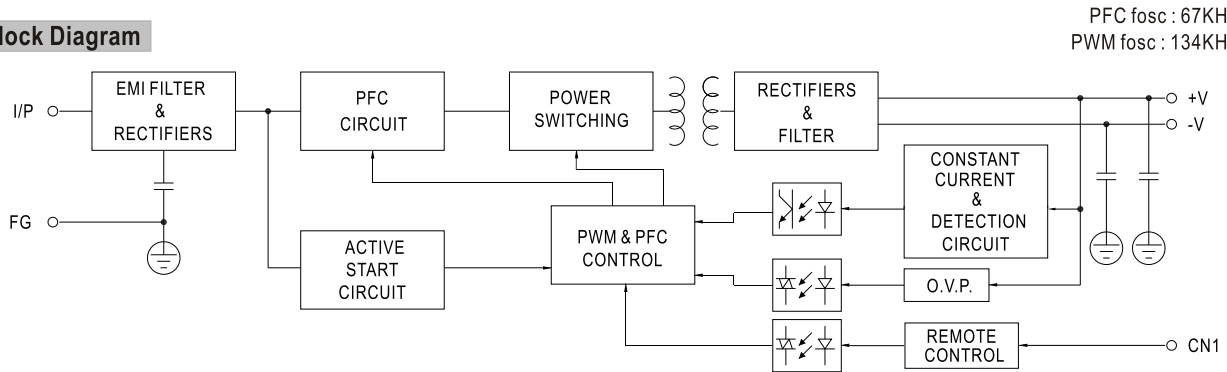 PFC fosc : 67KH
PWM fosc : 134KH
lock Diagram
I/P
EMI FILTER
&
RECTIFIERS
PFC
CIRCUIT
POWER
SWITCHING
RECTIFIERS
&
FILTER
+V
-V
CONSTANT
CURRENT
&
DETECTION
CIRCUIT
FG
ACTIVE
START
CIRCUIT
PWM & PFC
CONTROL
O.V.P.
REMOTE
CONTROL
CN1